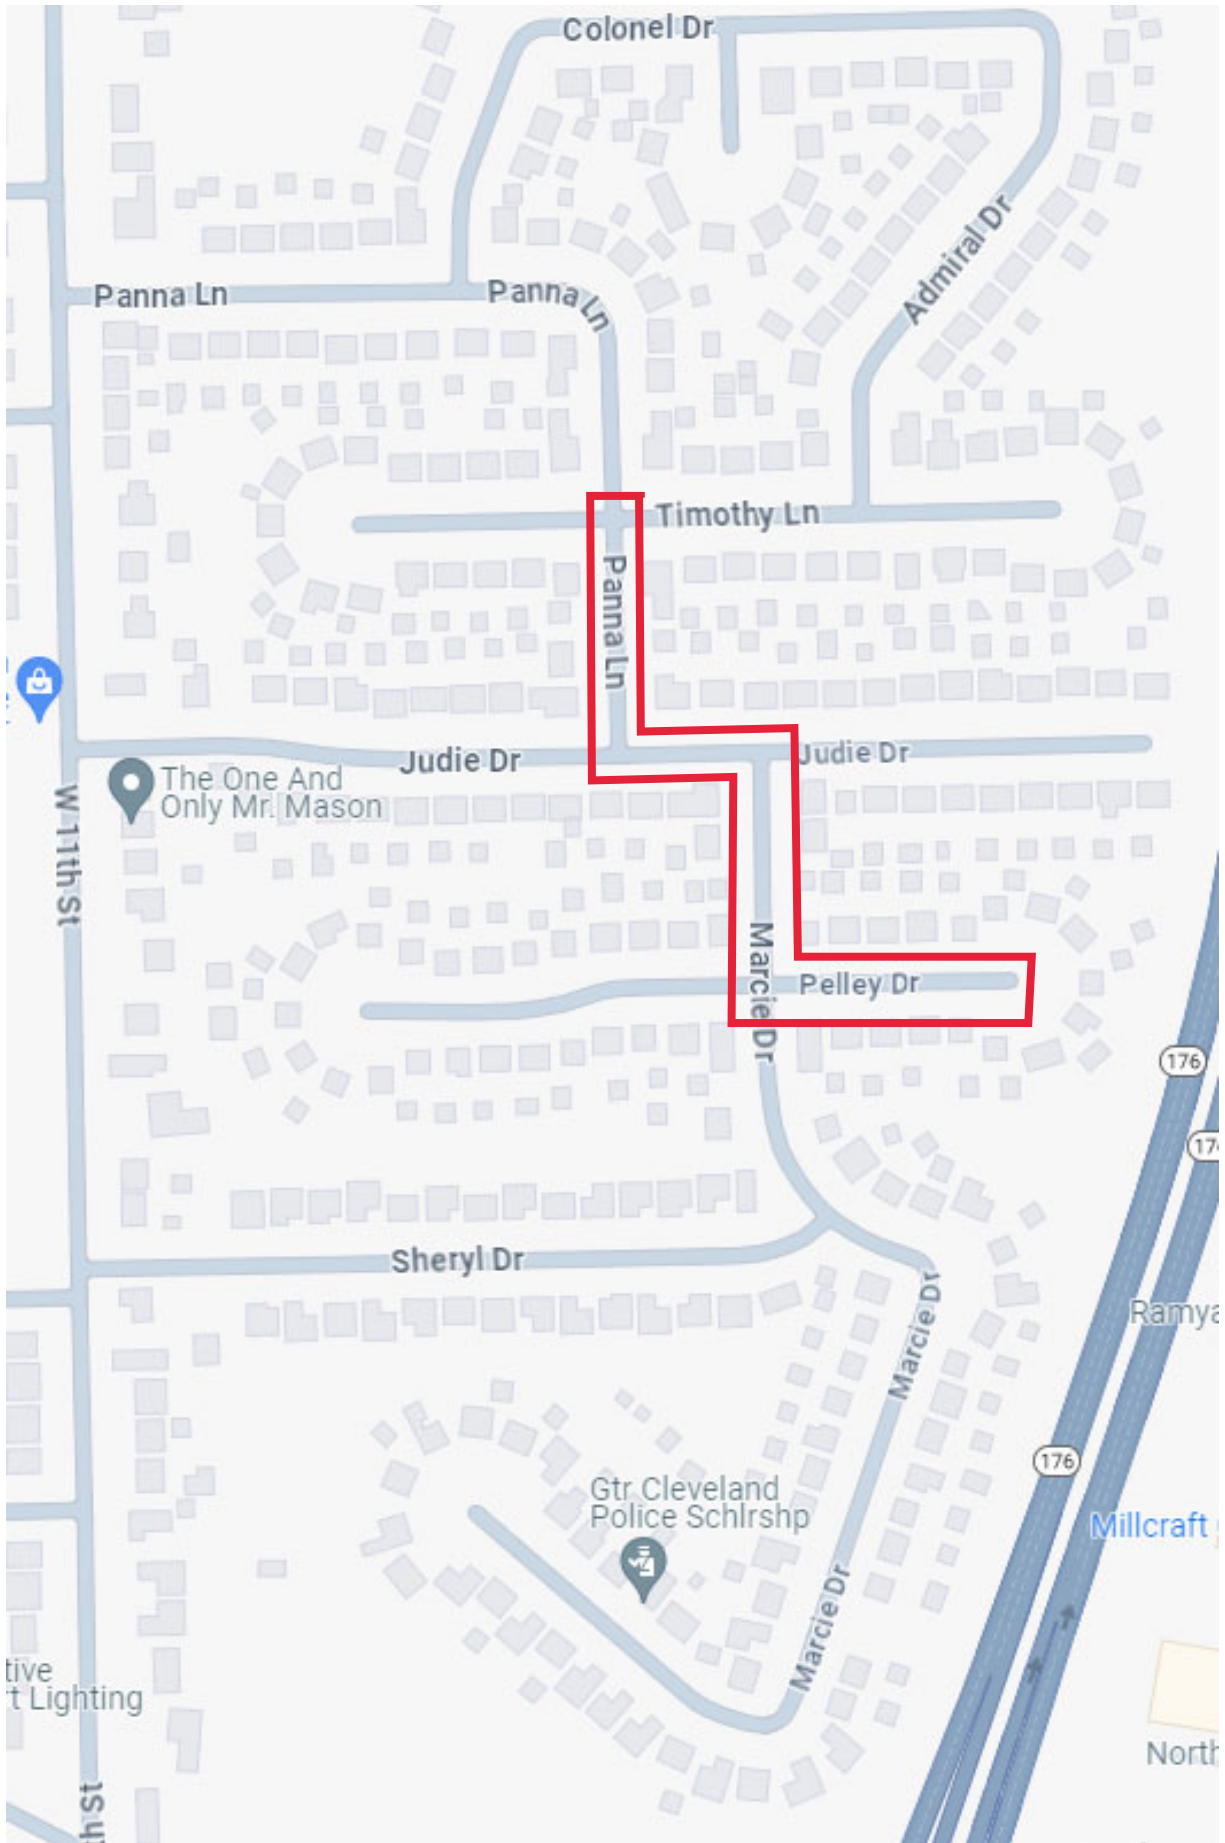 Colonel Dr
Admiral Dr
Panna Ln
Panna Ln
Timothy Ln
Panna Ln
Judie Dr
Judie Dr
The One And
Only Mr. Mason
W 11th St
Marcie Dr
Pelley Dr
176
Sheryl Dr
Marcie Dr
176
Gtr Cleveland
Police Schlrshp
Millcraft
Marcie Dr
t Lighting
North